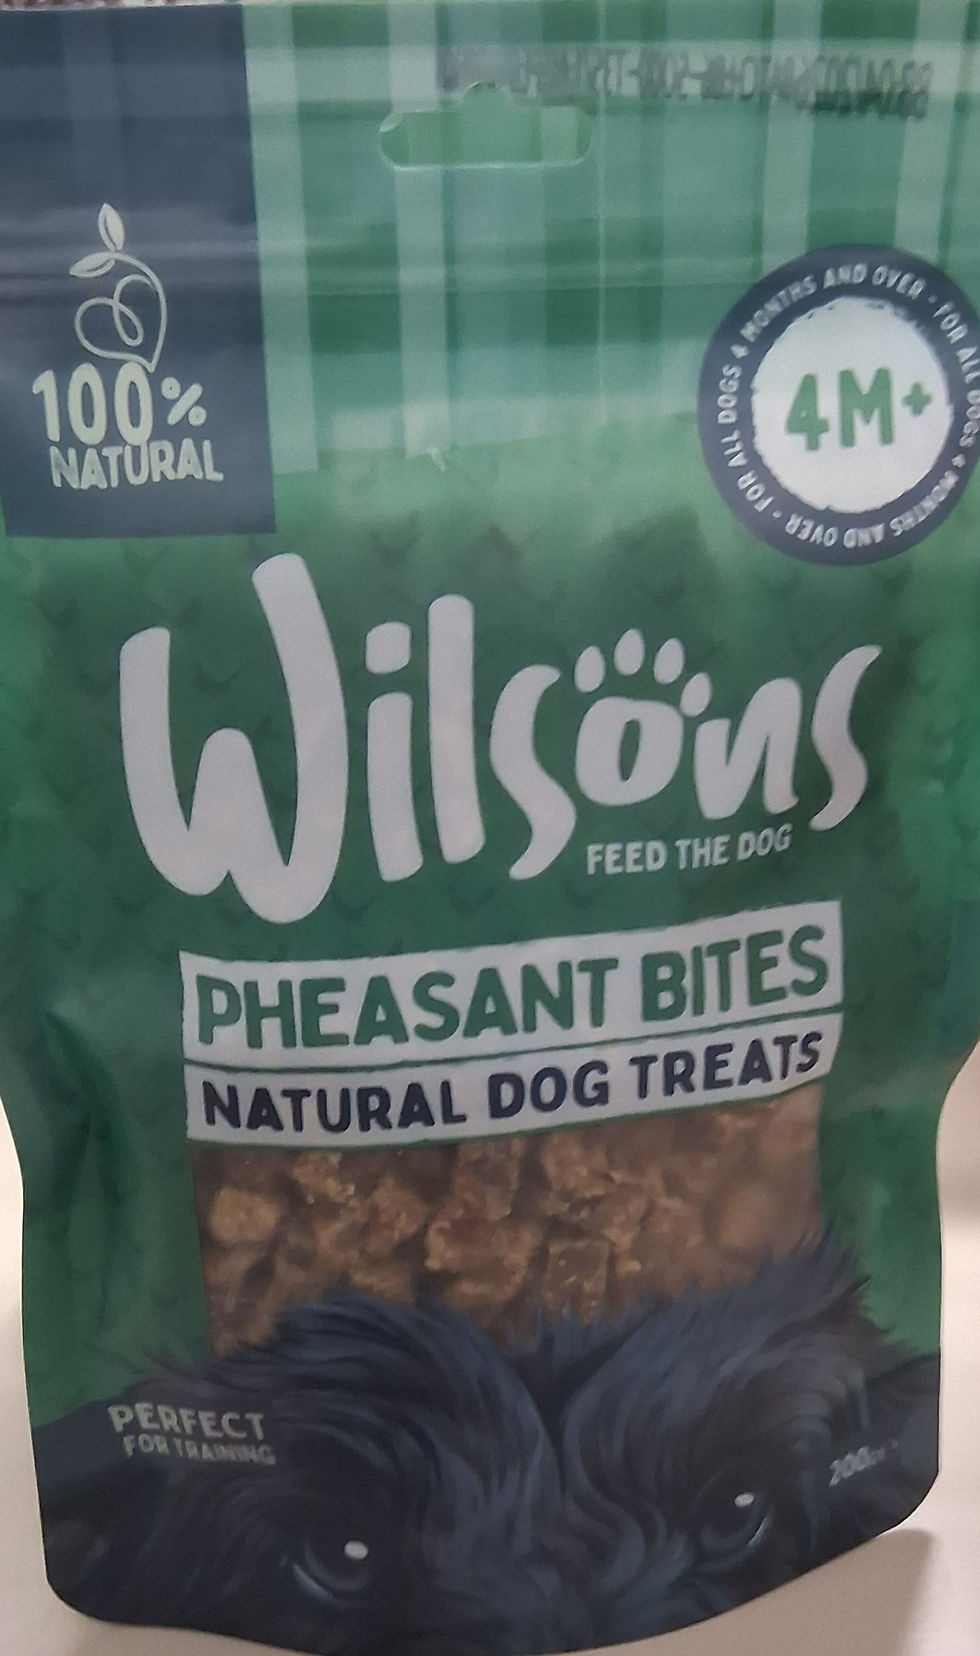 100%
NATURAL
FOR ALL DOGS 4 MONTHS AND OVER · FOR ALL DOGS 4 MONTHS AND OVER ·
4M+
Wilsons
FEED THE DOG
PHEASANT BITES
NATURAL DOG TREATS
PERFECT
FOR TRAINING